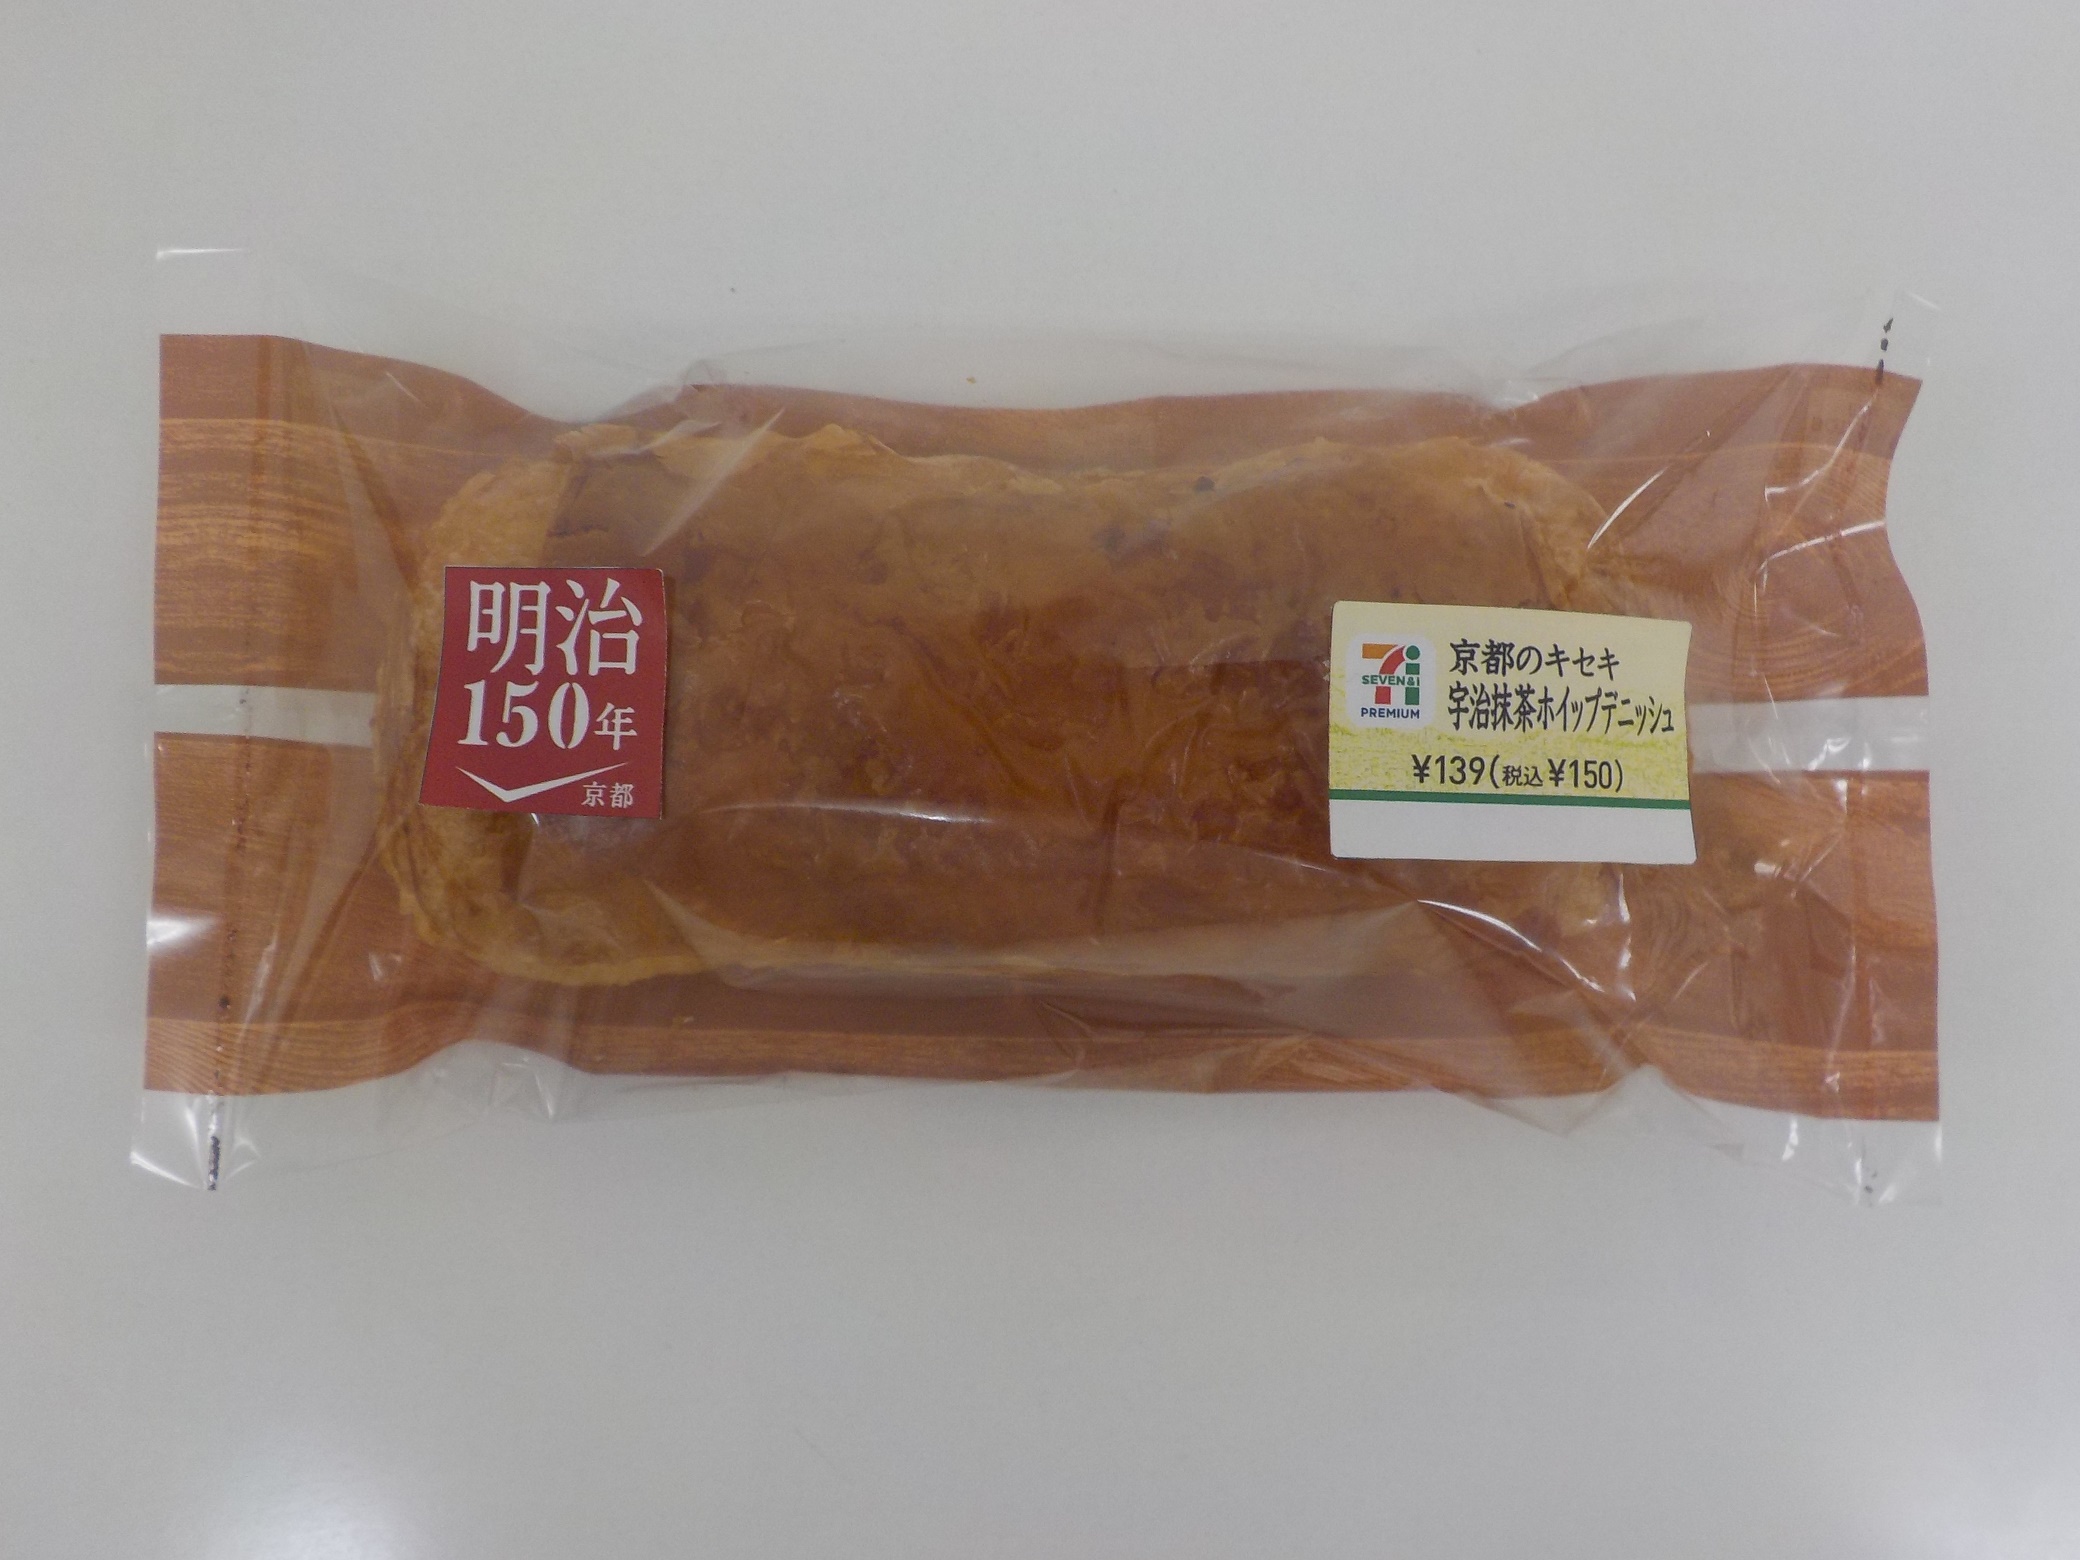 明治
150年
京都
SEVEN&i
PREMIUM
京都のキセキ
宇治抹茶ホイップデニッシュ
¥139(税込¥150)